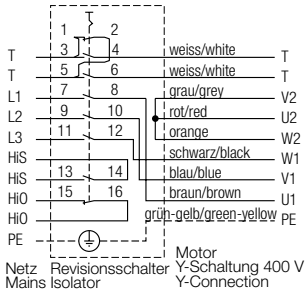 1 2
T 3 4 weiss/white T
T 5 6 weiss/white T
L1 7 8 grau/grey V2
L2 9 10 rot/red U2
L3 11 12 orange W2
HiS schwarz/black W1
HiS 13 14 blau/blue V1
HiO 15 16 braun/brown U1
HiO grün-gelb/green-yellow PE
PE
Netz Revisionsschalter Motor
Mains Isolator Y-Schaltung 400 V
Y-Connection